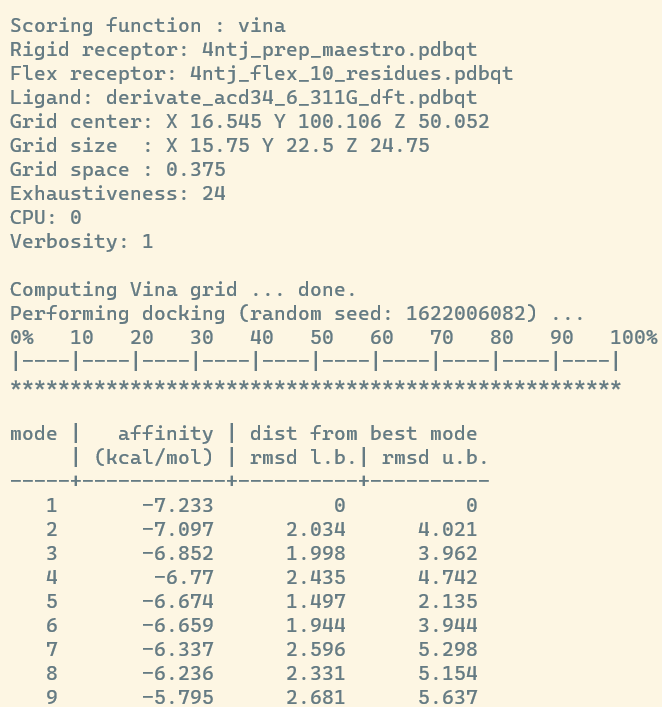 Scoring function : vina
Rigid receptor: 4ntj_prep_maestro.pdbqt
Flex receptor: 4ntj_flex_10_residues.pdbqt
Ligand: derivate_acd34_6_311G_dft.pdbqt
Grid center: X 16.545 Y 100.106 Z 50.052
Grid size  : X 15.75 Y 22.5 Z 24.75
Grid space : 0.375
Exhaustiveness: 24
CPU: 0
Verbosity: 1

Computing Vina grid ... done.
Performing docking (random seed: 1622006082) ...
0%   10   20   30   40   50   60   70   80   90   100%
|----|----|----|----|----|----|----|----|----|----|
***************************************************

mode |   affinity | dist from best mode
     | (kcal/mol) | rmsd l.b.| rmsd u.b.
-----+------------+----------+----------
   1       -7.233          0          0
   2       -7.097      2.034      4.021
   3       -6.852      1.998      3.962
   4        -6.77      2.435      4.742
   5       -6.674      1.497      2.135
   6       -6.659      1.944      3.944
   7       -6.337      2.596      5.298
   8       -6.236      2.331      5.154
   9       -5.795      2.681      5.637